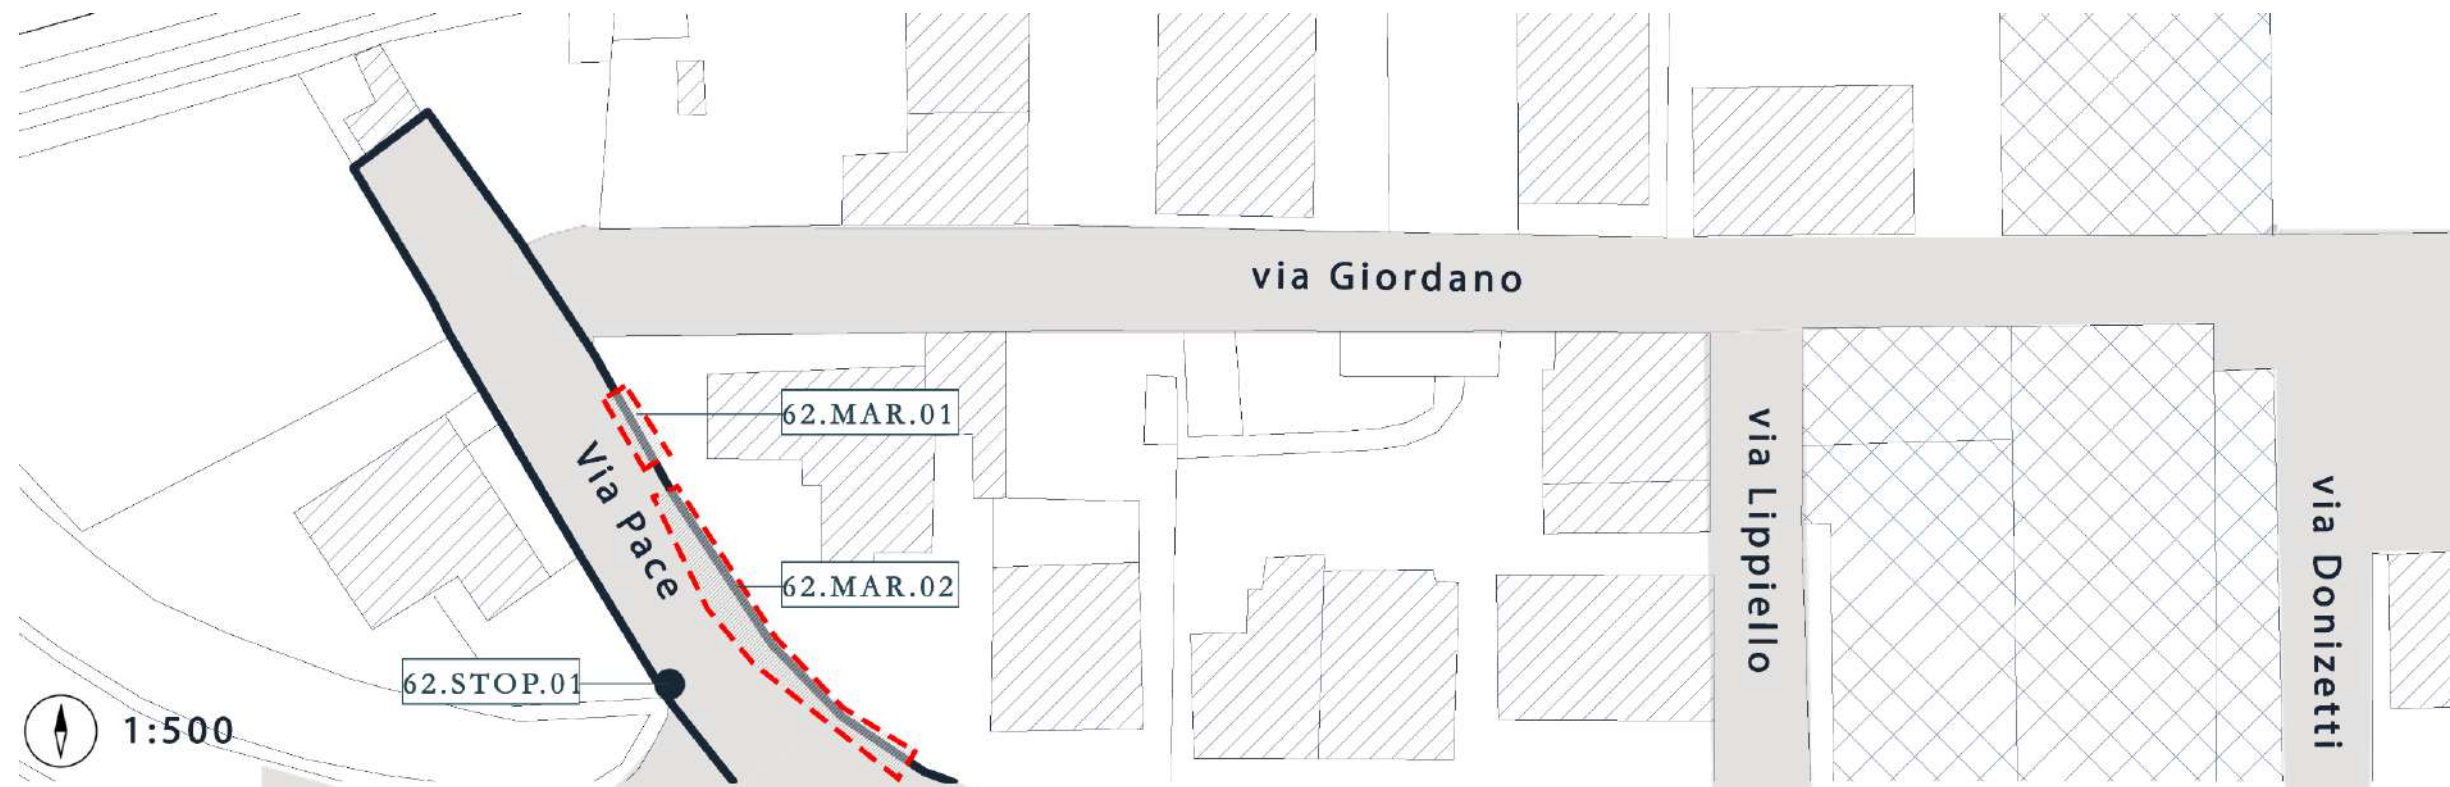 via Giordano
62.MAR.01
Via Pace
via Lippiello
via Donizetti
62.MAR.02
62.STOP.01
1:500